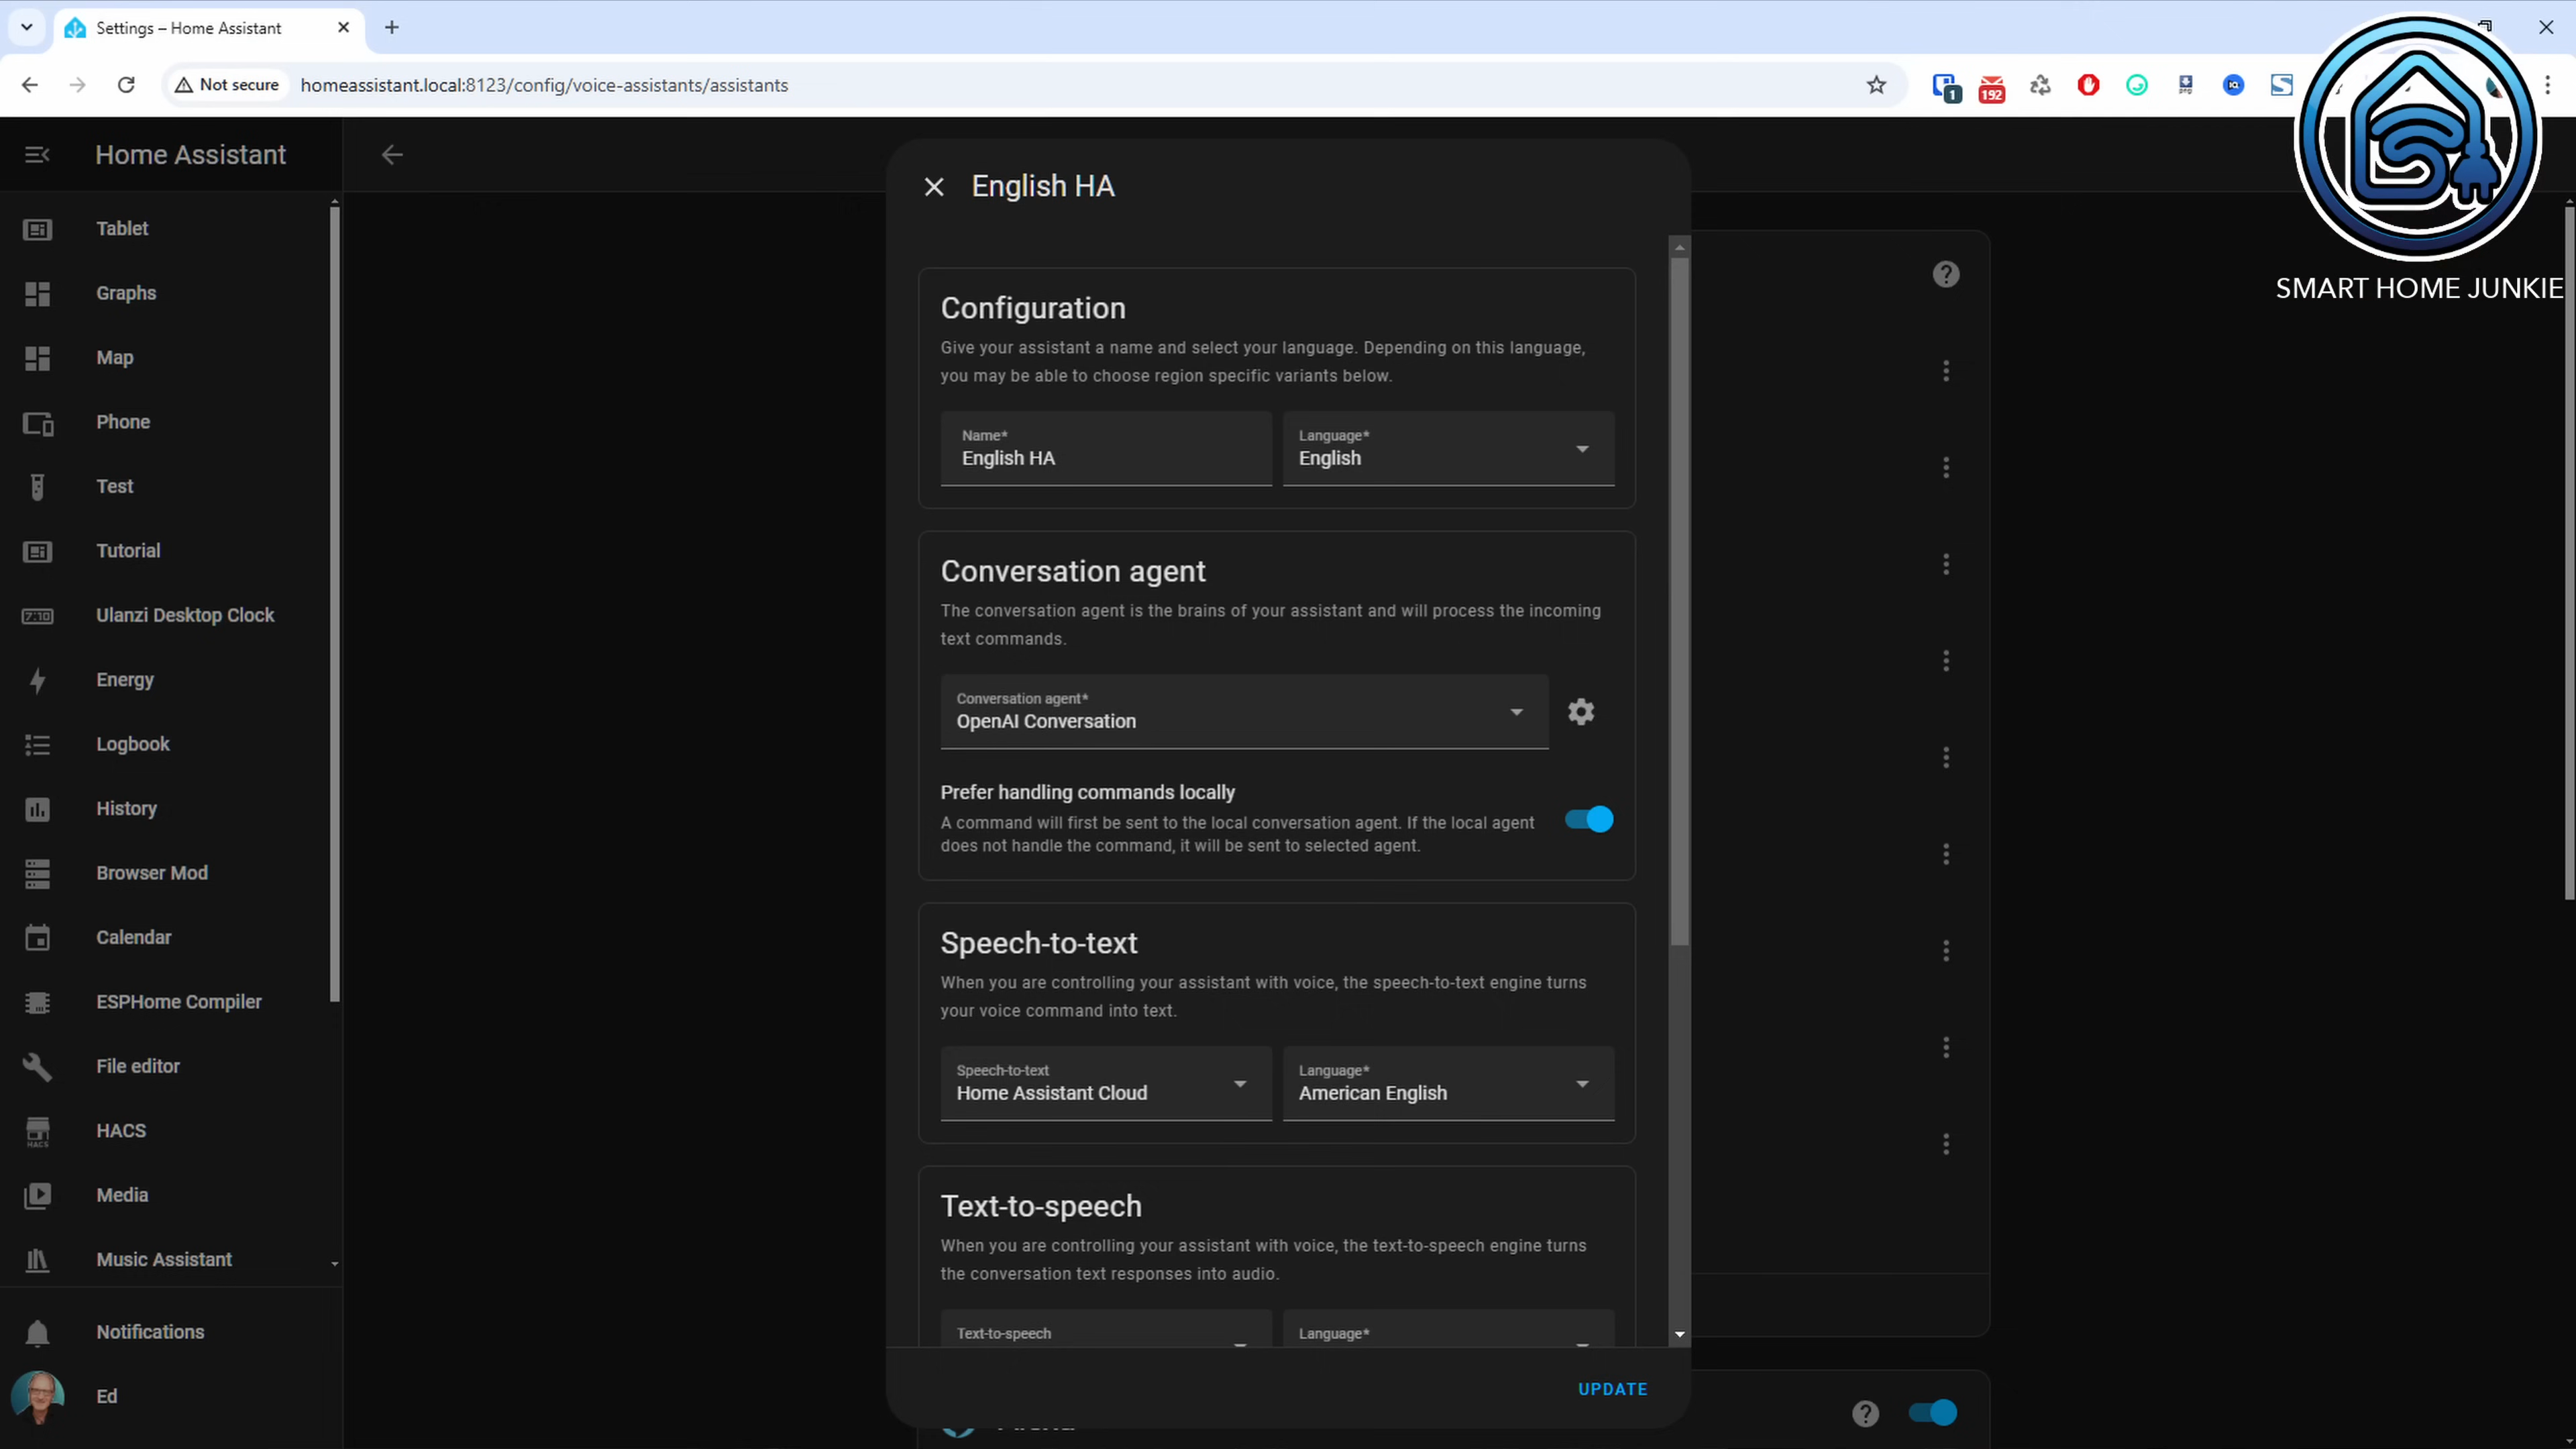 Settings – Home Assistant
Not secure
homeassistant.local:8123/config/voice-assistants/assistants
1
192
SMART HOME JUNKIE
Home Assistant
Tablet
Graphs
Map
Phone
Test
Tutorial
7:10
Ulanzi Desktop Clock
Energy
Logbook
History
Browser Mod
Calendar
ESPHome Compiler
File editor
HACS
HACS
Media
Music Assistant
Notifications
Ed
English HA
Configuration
Give your assistant a name and select your language. Depending on this language,
you may be able to choose region specific variants below.
Name*
English HA
Language*
English
Conversation agent
The conversation agent is the brains of your assistant and will process the incoming
text commands.
Conversation agent*
OpenAI Conversation
Prefer handling commands locally
A command will first be sent to the local conversation agent. If the local agent
does not handle the command, it will be sent to selected agent.
Speech-to-text
When you are controlling your assistant with voice, the speech-to-text engine turns
your voice command into text.
Speech-to-text
Home Assistant Cloud
Language*
American English
Text-to-speech
When you are controlling your assistant with voice, the text-to-speech engine turns
the conversation text responses into audio.
Text-to-speech
Language*
UPDATE